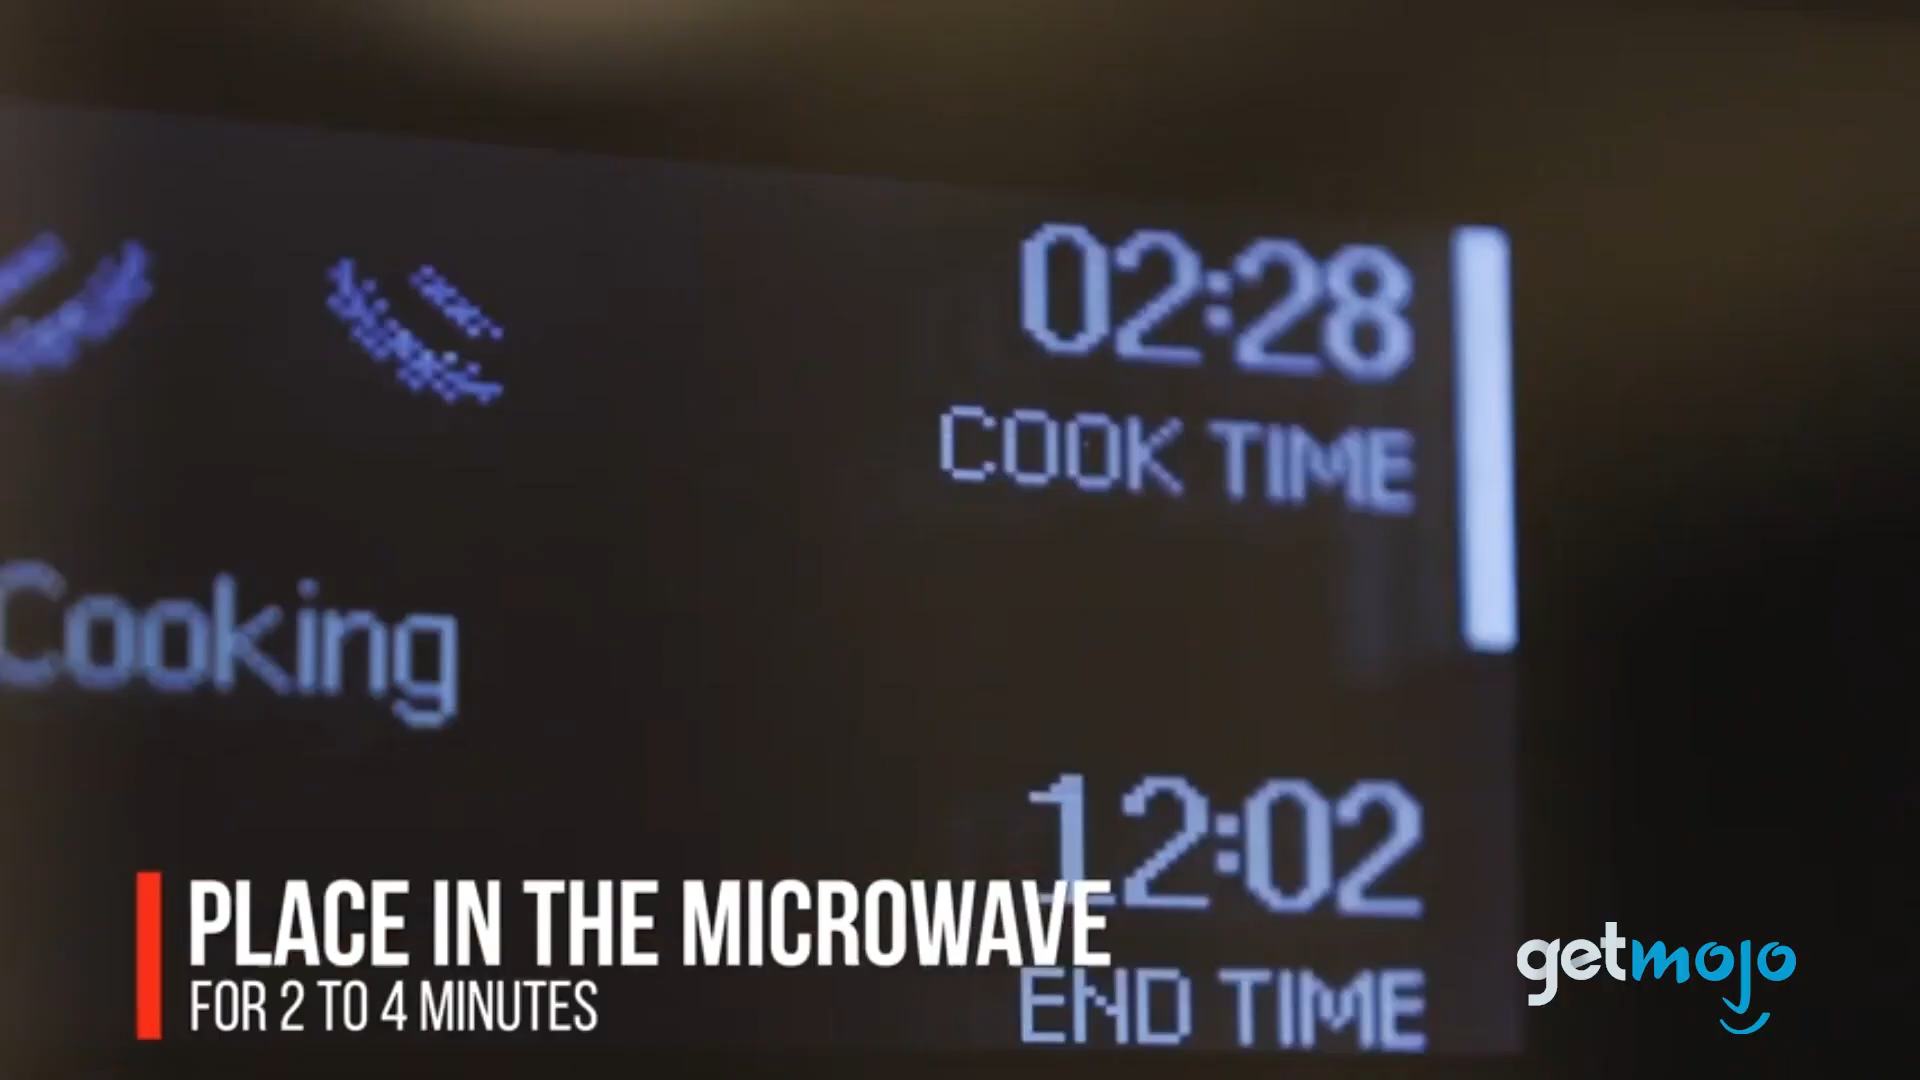 02:28
COOK TIME
Cooking
12:02
END TIME
PLACE IN THE MICROWAVE
FOR 2 TO 4 MINUTES
getmojo